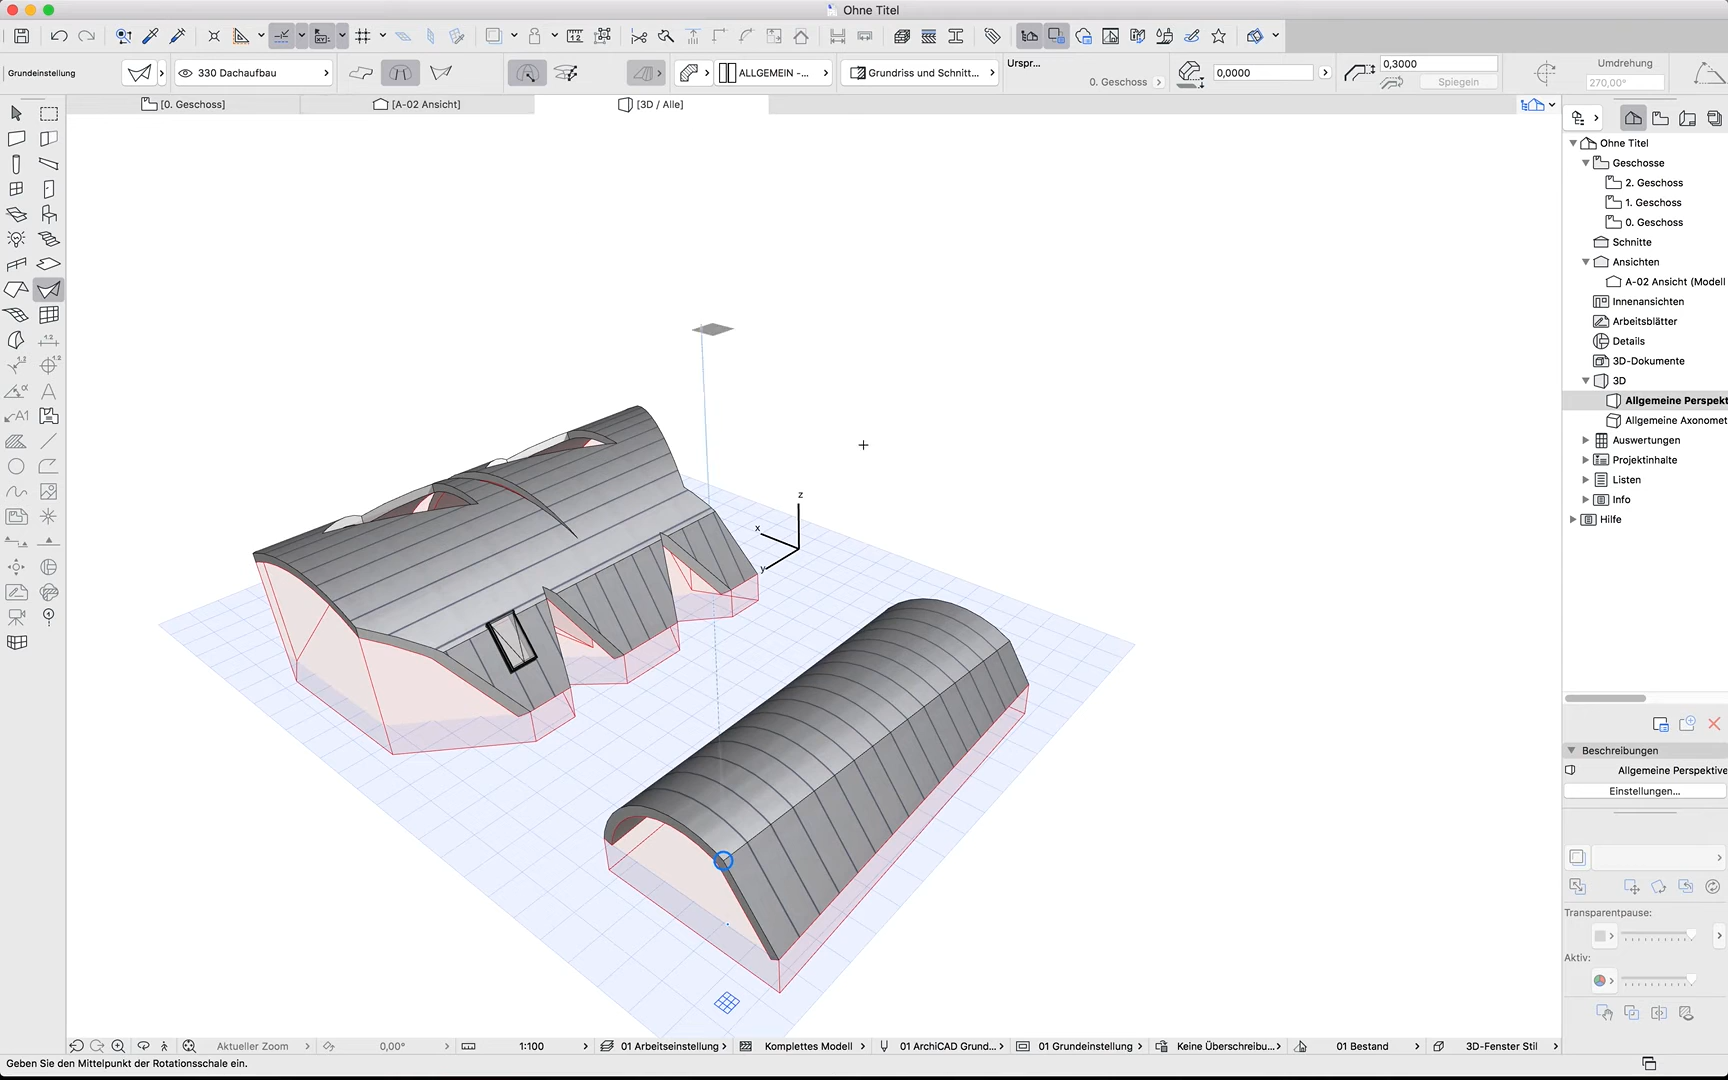 Ohne Titel
Grundeinstellung
330 Dachaufbau
ALLGEMEIN -...
Grundriss und Schnitt...
Urspr...
0. Geschoss
0,0000
0,3000
Spiegeln
Umdrehung
270,00°
[0. Geschoss]
[A-02 Ansicht]
[3D / Alle]
Ohne Titel
Geschosse
2. Geschoss
1. Geschoss
0. Geschoss
Schnitte
Ansichten
A-02 Ansicht (Modell
Innenansichten
Arbeitsblätter
Details
3D-Dokumente
3D
Allgemeine Perspekt
Allgemeine Axonomet
Auswertungen
Projektinhalte
Listen
Info
Hilfe
z
x
y
Beschreibungen
Allgemeine Perspektive
Einstellungen...
Transparentpause:
Aktiv:
Aktueller Zoom
0,00°
1:100
01 Arbeitseinstellung
Komplettes Modell
01 ArchiCAD Grund...
01 Grundeinstellung
Keine Überschreibu...
01 Bestand
3D-Fenster Stil
Geben Sie den Mittelpunkt der Rotationsschale ein.